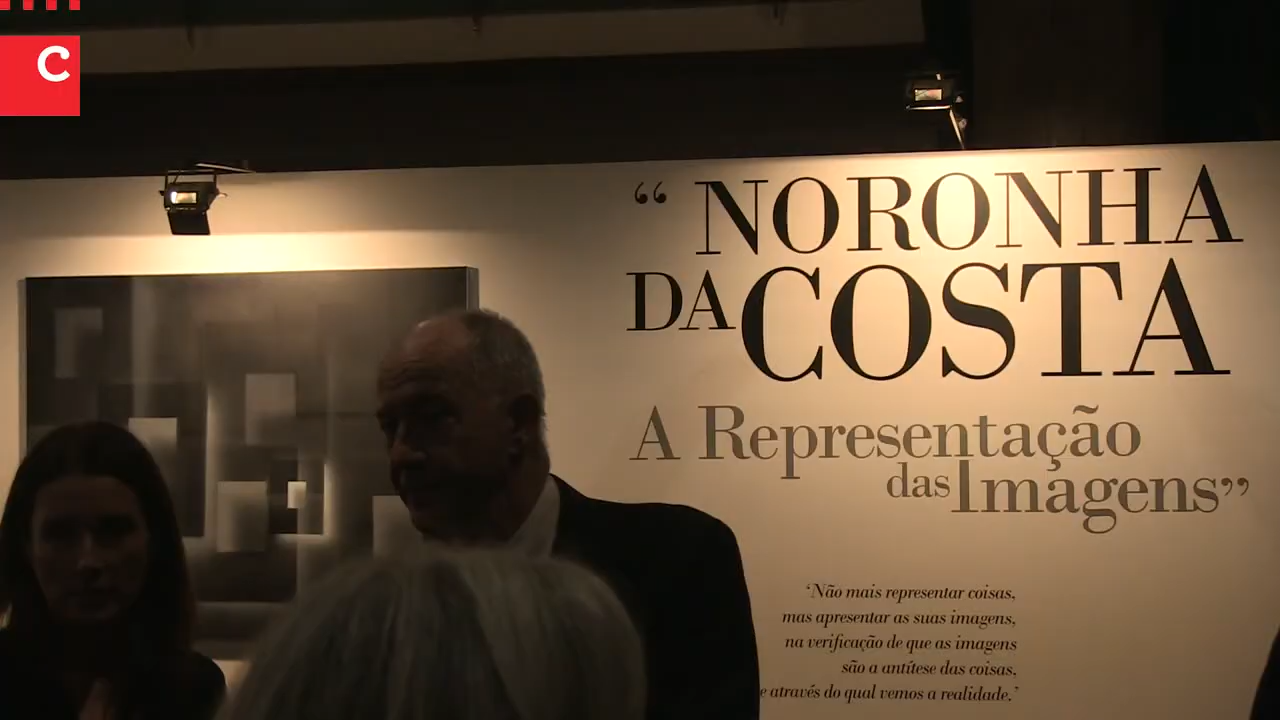 C
“ NORONHA
DA COSTA
A Representação
das Imagens”
‘Não mais representar coisas,
mas apresentar as suas imagens,
na verificação de que as imagens
são a antítese das coisas,
e através do qual vemos a realidade.’